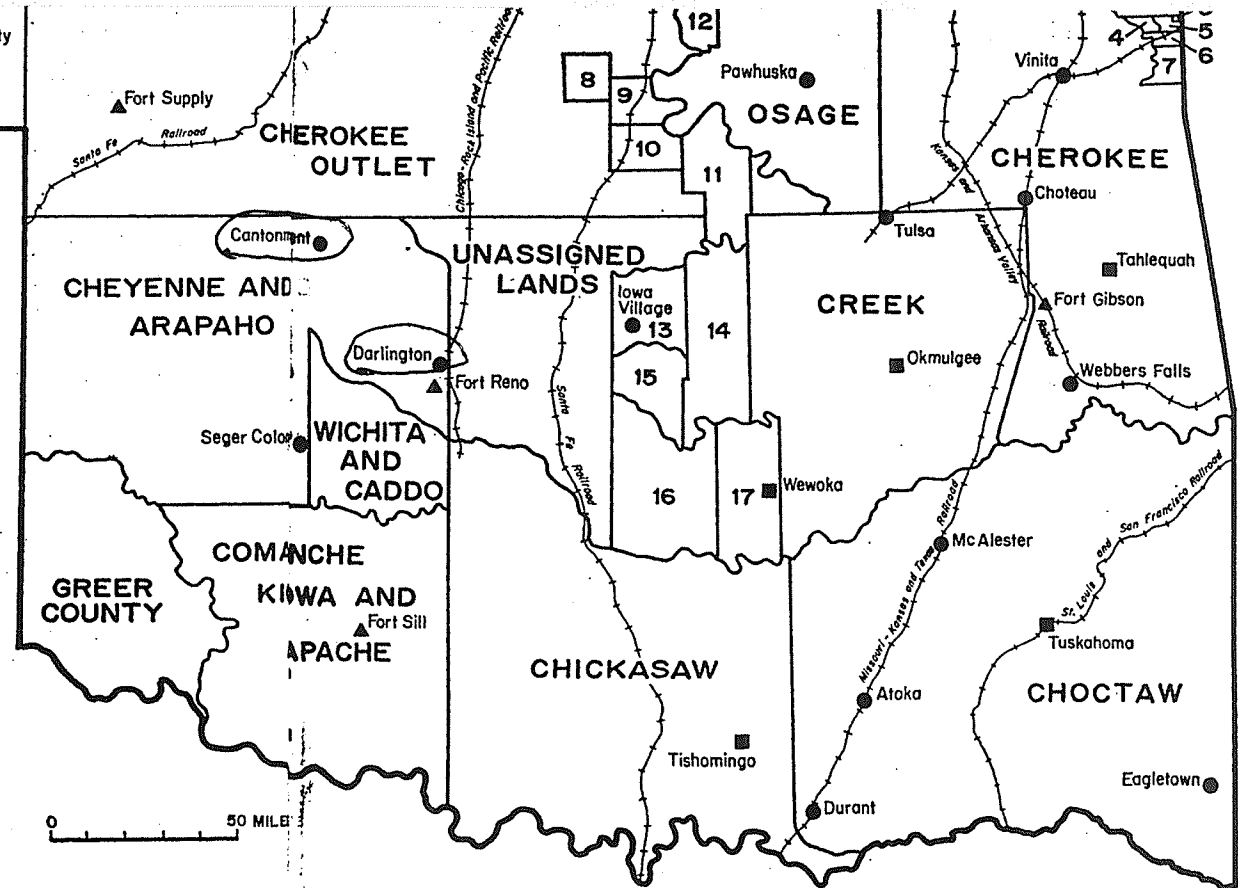 ty
12
4
5
6
7
Vinita
Pawhuska
8
9
OSAGE
Fort Supply
Santa Fe Railroad
CHEROKEE
OUTLET
Chicago-Rock Island and Pacific Railroad
10
11
Kansas and Arkansas Valley Railroad
CHEROKEE
Choteau
Tulsa
Cantonment
UNASSIGNED
LANDS
Tahlequah
CHEYENNE AND
ARAPAHO
Iowa
Village
13
14
CREEK
Fort Gibson
Darlington
Fort Reno
15
Okmulgee
Webbers Falls
Santa Fe Railroad
Seger Colon
WICHITA
AND
CADDO
16
17
Wewoka
St. Louis and San Francisco Railroad
Missouri-Kansas and Texas Railroad
McAlester
COMANCHE
KIOWA AND
APACHE
GREER
COUNTY
Fort Sill
Tuskahoma
CHICKASAW
CHOCTAW
Atoka
Tishomingo
Eagletown
Durant
0
50 MILE